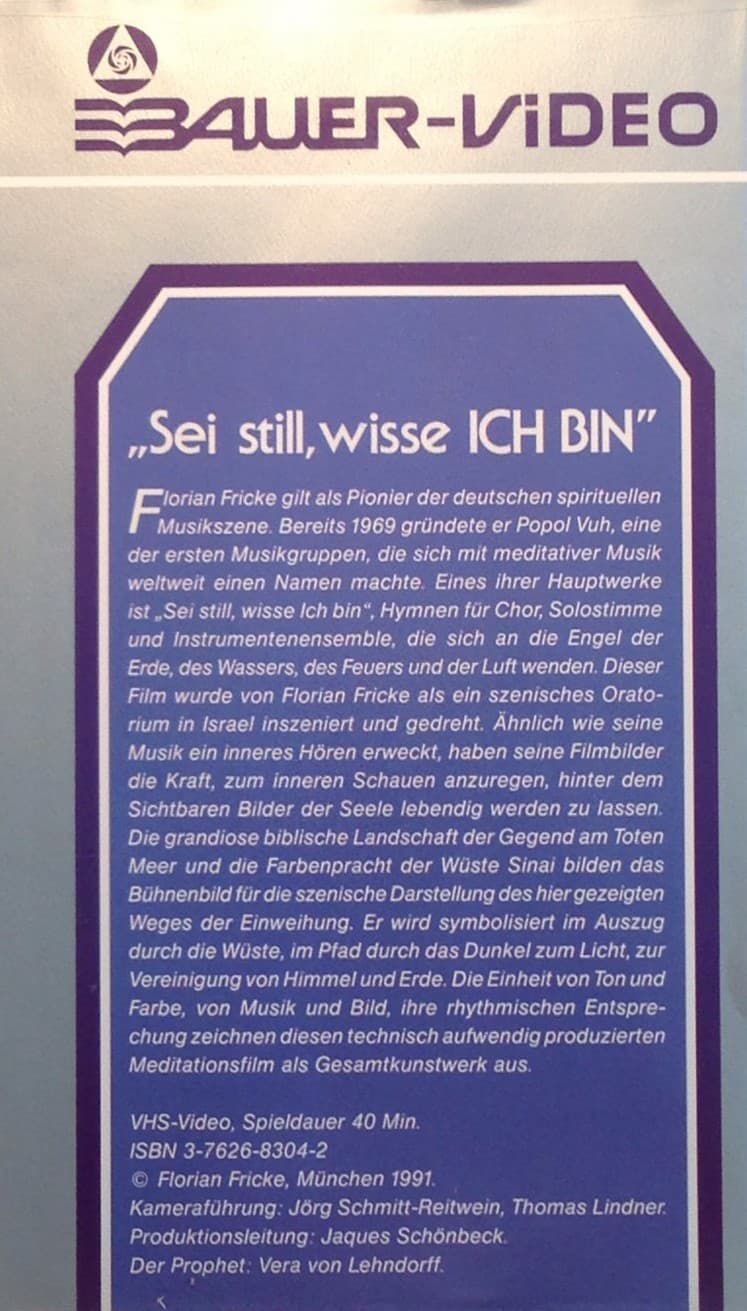 BAUER-ViDEO
„Sei still, wisse ICH BIN”
Florian Fricke gilt als Pionier der deutschen spirituellen
Musikszene. Bereits 1969 gründete er Popol Vuh, eine
der ersten Musikgruppen, die sich mit meditativer Musik
weltweit einen Namen machte. Eines ihrer Hauptwerke
ist „Sei still, wisse Ich bin“, Hymnen für Chor, Solostimme
und Instrumentenensemble, die sich an die Engel der
Erde, des Wassers, des Feuers und der Luft wenden. Dieser
Film wurde von Florian Fricke als ein szenisches Orato-
rium in Israel inszeniert und gedreht. Ähnlich wie seine
Musik ein inneres Hören erweckt, haben seine Filmbilder
die Kraft, zum inneren Schauen anzuregen, hinter dem
Sichtbaren Bilder der Seele lebendig werden zu lassen.
Die grandiose biblische Landschaft der Gegend am Toten
Meer und die Farbenpracht der Wüste Sinai bilden das
Bühnenbild für die szenische Darstellung des hier gezeigten
Weges der Einweihung. Er wird symbolisiert im Auszug
durch die Wüste, im Pfad durch das Dunkel zum Licht, zur
Vereinigung von Himmel und Erde. Die Einheit von Ton und
Farbe, von Musik und Bild, ihre rhythmischen Entspre-
chung zeichnen diesen technisch aufwendig produzierten
Meditationsfilm als Gesamtkunstwerk aus.
VHS-Video, Spieldauer 40 Min.
ISBN 3-7626-8304-2
© Florian Fricke, München 1991.
Kameraführung: Jörg Schmitt-Reitwein, Thomas Lindner.
Produktionsleitung: Jaques Schönbeck.
Der Prophet: Vera von Lehndorff.